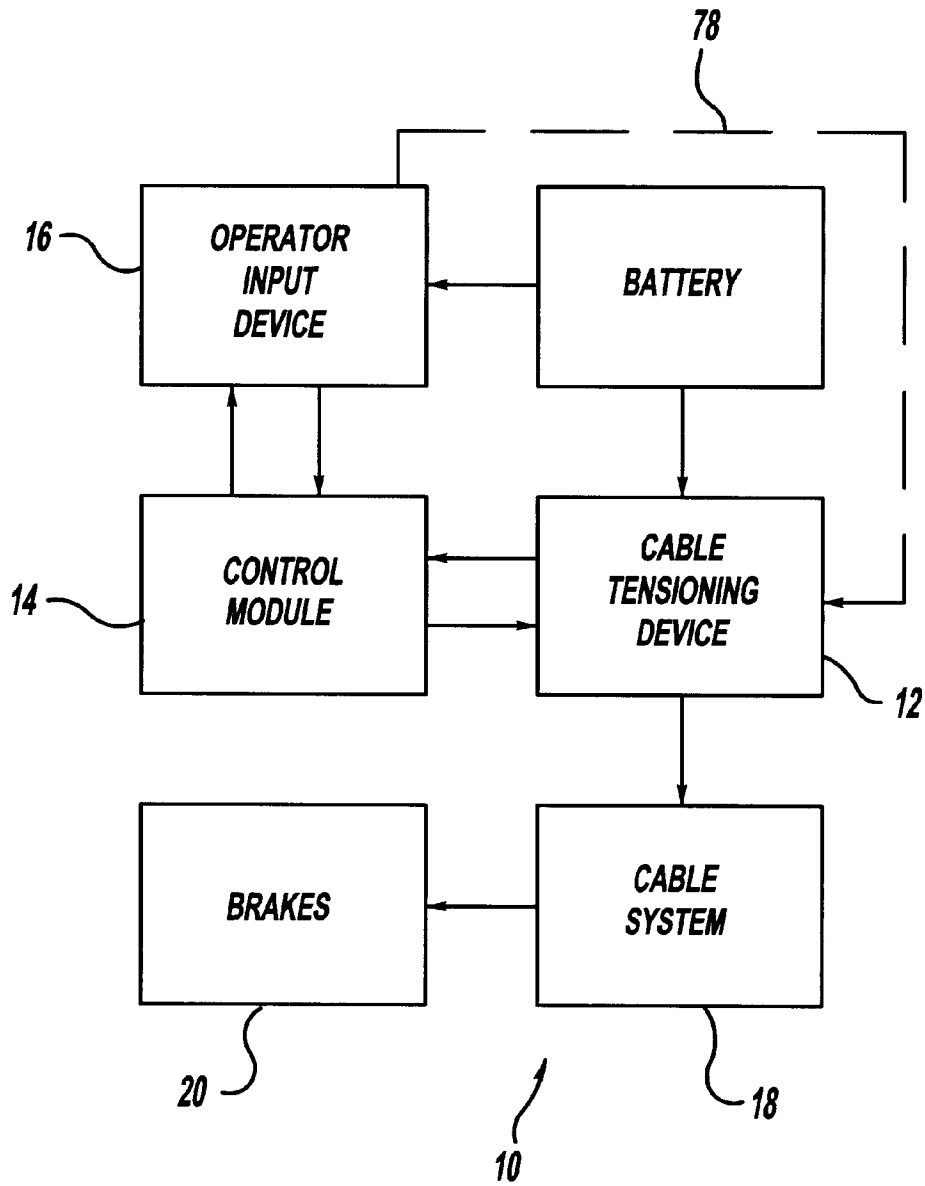 78
16
OPERATOR
INPUT
DEVICE
BATTERY
14
CONTROL
MODULE
CABLE
TENSIONING
DEVICE
12
BRAKES
CABLE
SYSTEM
20
18
10